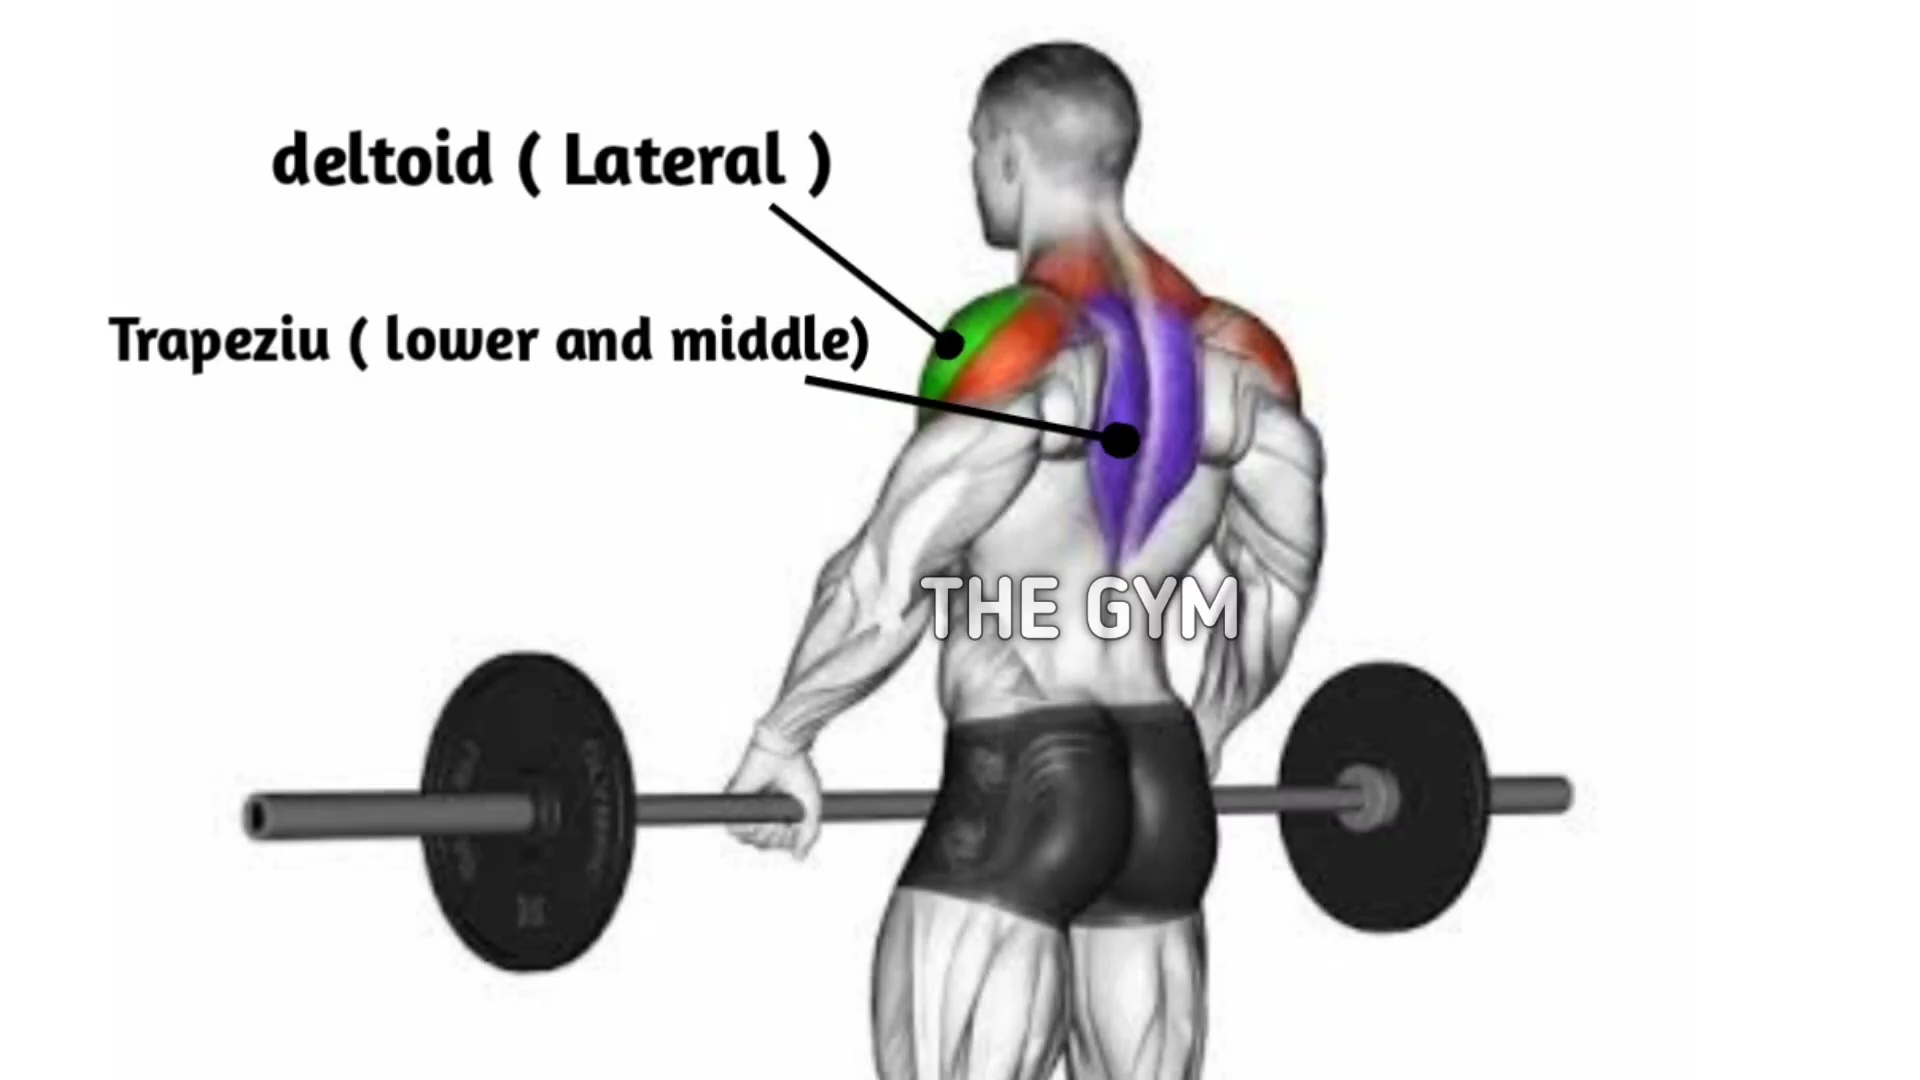 deltoid ( Lateral )
Trapeziu ( lower and middle)
THE GYM